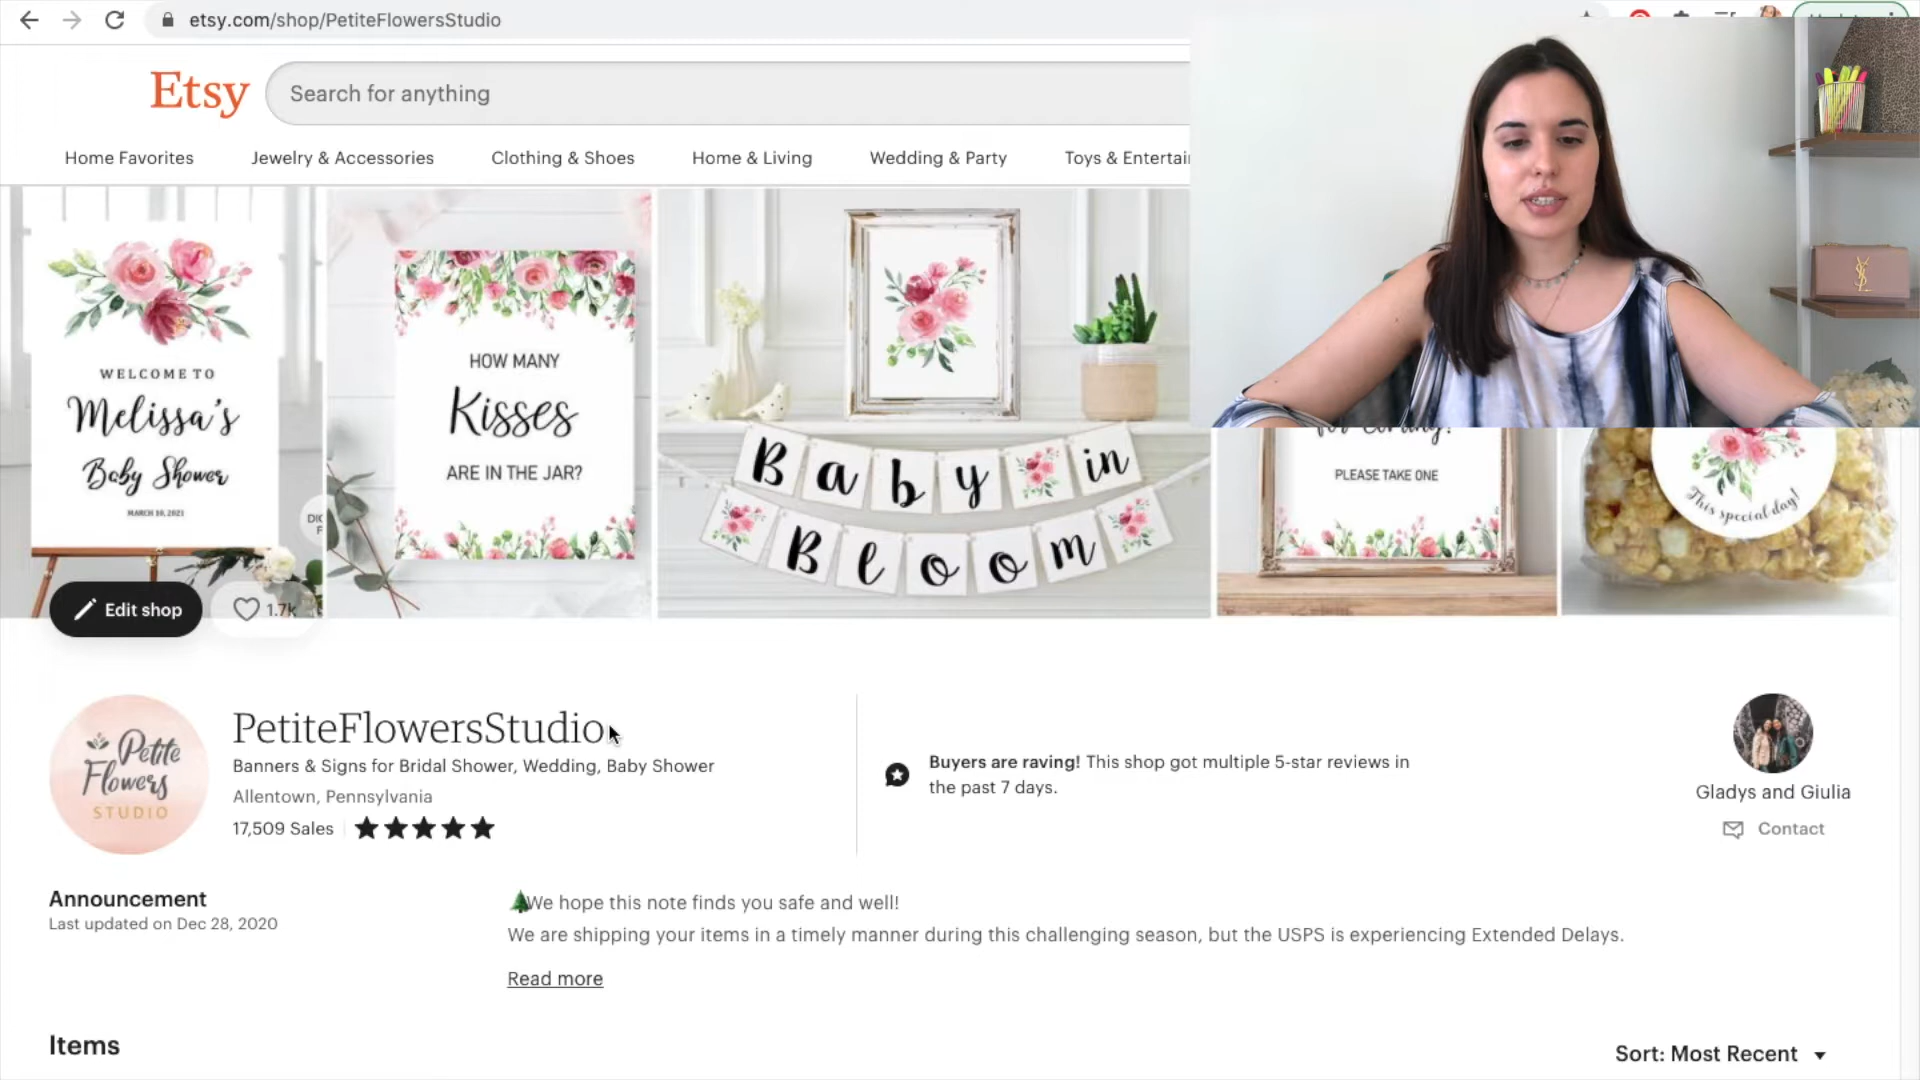 etsy.com/shop/PetiteFlowersStudio
Etsy
Search for anything
Home Favorites
Jewelry & Accessories
Clothing & Shoes
Home & Living
Wedding & Party
Toys & Entertai
WELCOME TO
Melissa's
Baby Shower
MARCH 10, 2021
HOW MANY
Kisses
ARE IN THE JAR?
Baby in
Bloom
for coming!
PLEASE TAKE ONE
This special day!
Edit shop
1.7k
Petite
Flowers
STUDIO
PetiteFlowersStudio
Banners & Signs for Bridal Shower, Wedding, Baby Shower
Allentown, Pennsylvania
17,509 Sales
Buyers are raving! This shop got multiple 5-star reviews in
the past 7 days.
Gladys and Giulia
Contact
Announcement
Last updated on Dec 28, 2020
We hope this note finds you safe and well!
We are shipping your items in a timely manner during this challenging season, but the USPS is experiencing Extended Delays.
Read more
Items
Sort: Most Recent